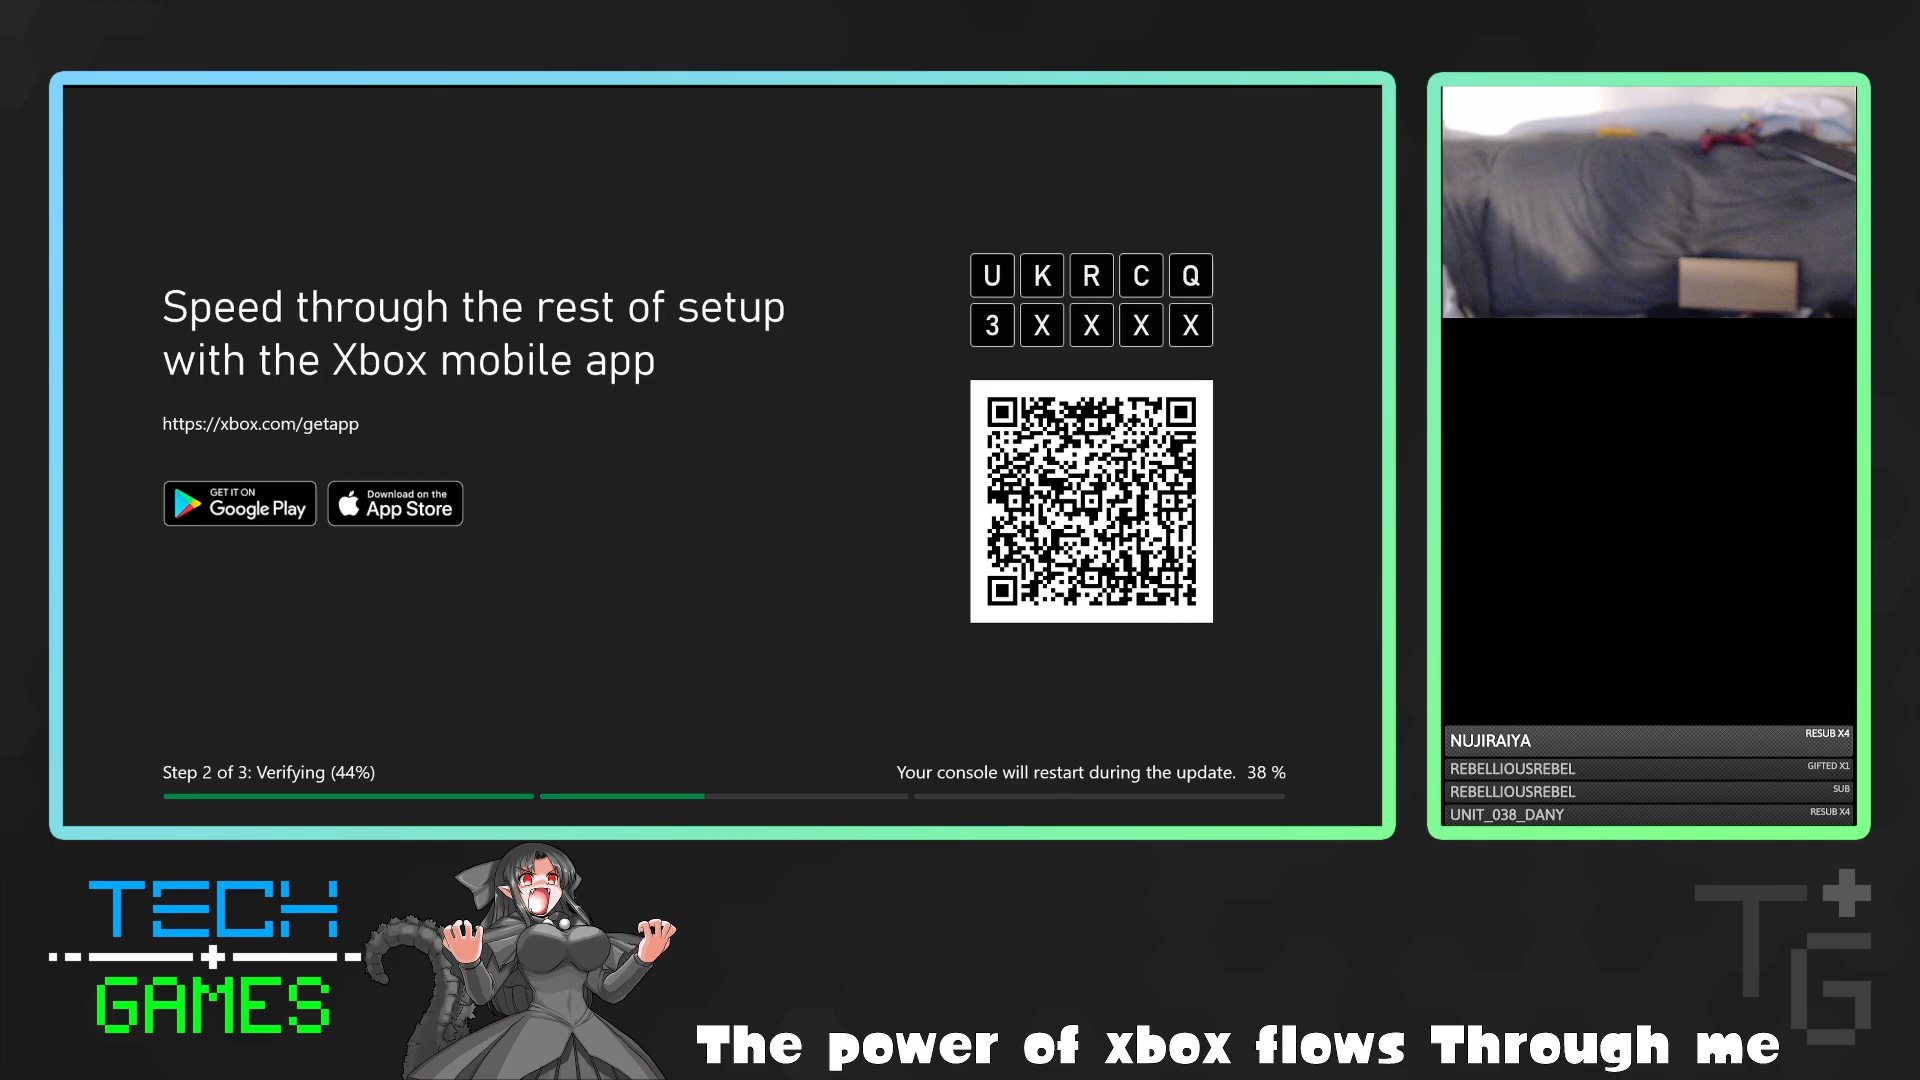 Speed through the rest of setup
with the Xbox mobile app
https://xbox.com/getapp
GET IT ON
Google Play
Download on the
App Store
U K R C Q
3 X X X X
Step 2 of 3: Verifying (44%)
Your console will restart during the update. 38 %
NUJIRAIYA RESUB X4
REBELLIOUSREBEL GIFTED X1
REBELLIOUSREBEL SUB
UNIT_038_DANY RESUB X4
TECH
GAMES
The power of xbox flows Through me
T+
G